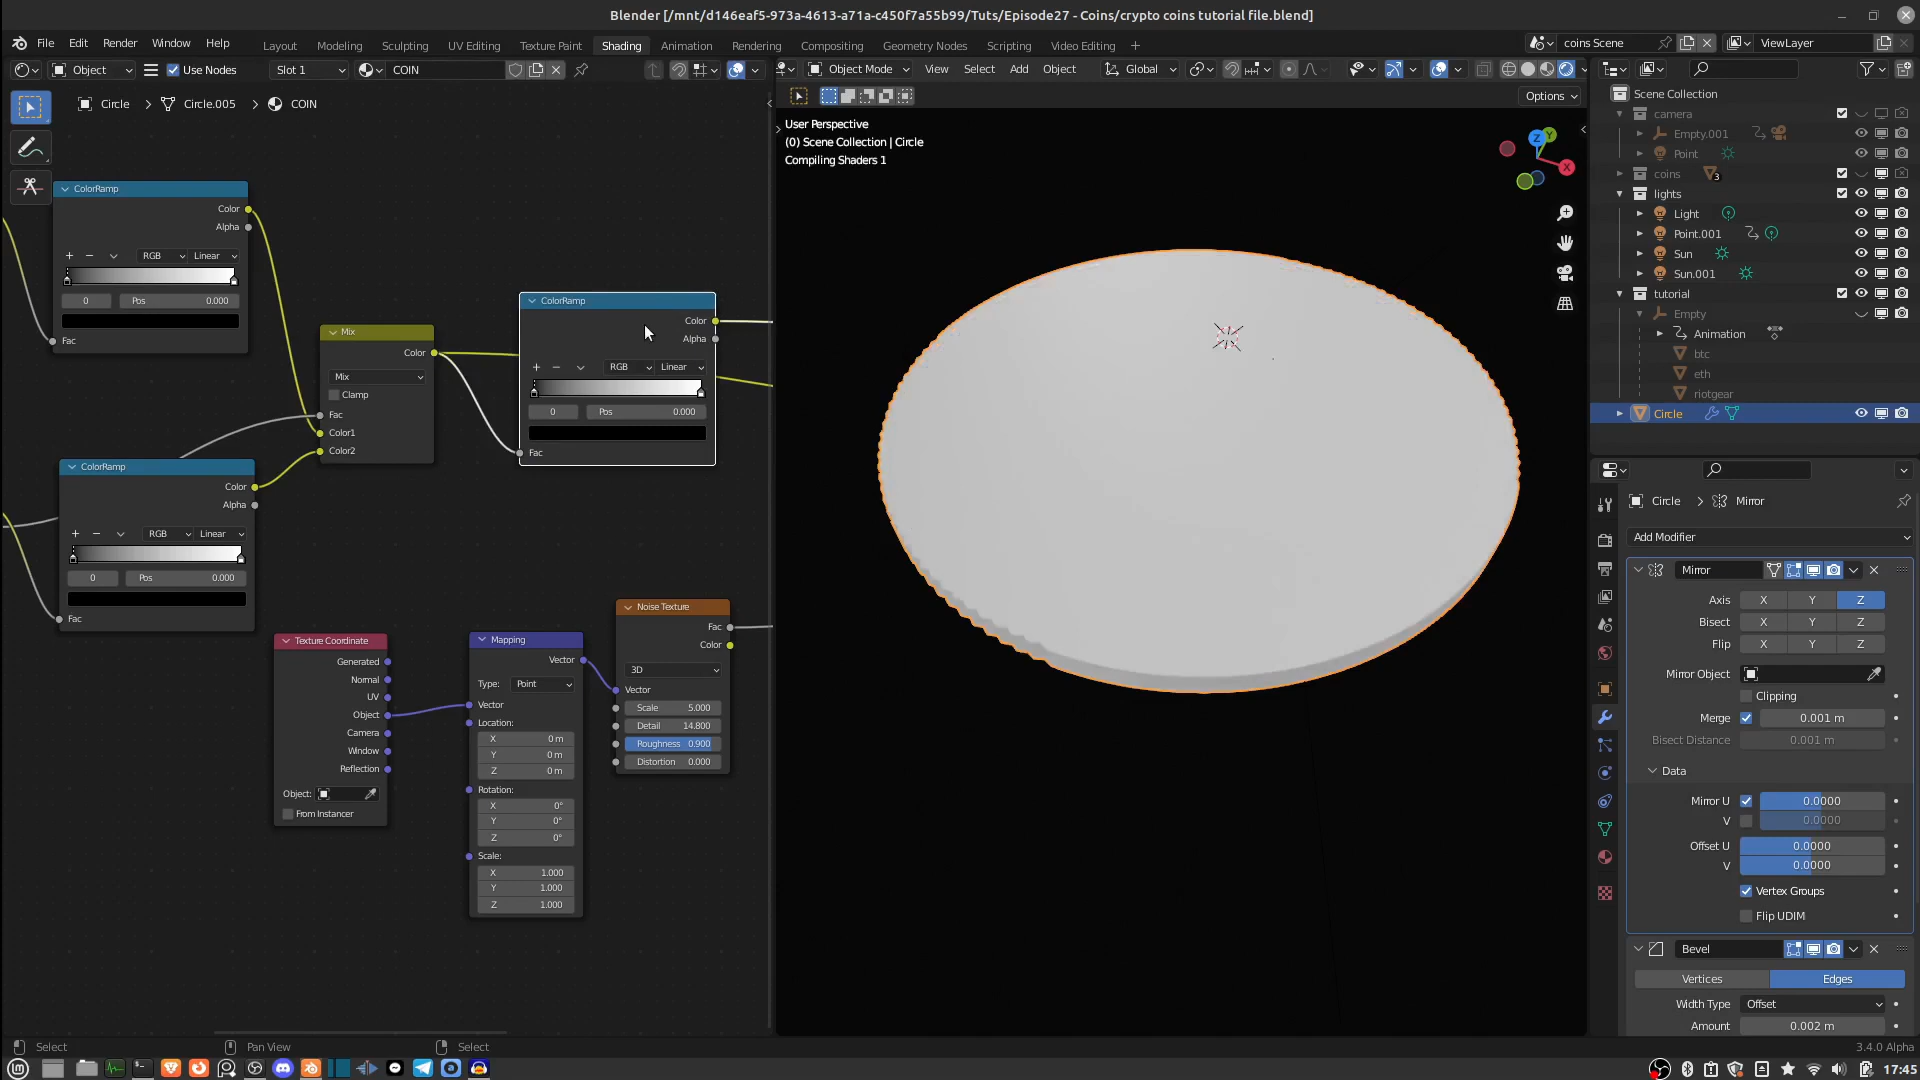 Blender [/mnt/d146eaf5-973a-4613-a71a-c450f7a55b99/Tuts/Episode27 - Coins/crypto coins tutorial file.blend]
File Edit Render Window Help
Layout Modeling Sculpting UV Editing Texture Paint Shading Animation Rendering Compositing Geometry Nodes Scripting Video Editing +
coins Scene
ViewLayer
Object
Use Nodes
Slot 1
COIN
Object Mode View Select Add Object
Global
Options
Circle > Circle.005 > COIN
User Perspective
(0) Scene Collection | Circle
Compiling Shaders 1
Z
Y
X
ColorRamp
Color
Alpha
RGB Linear
0 Pos 0.000
Fac
Mix
Color
Mix
Clamp
Fac
Color1
Color2
ColorRamp
Color
Alpha
RGB Linear
0 Pos 0.000
Fac
ColorRamp
Color
Alpha
RGB Linear
0 Pos 0.000
Fac
Texture Coordinate
Generated
Normal
UV
Object
Camera
Window
Reflection
Object:
From Instancer
Mapping
Vector
Type: Point
Vector
Location:
X 0 m
Y 0 m
Z 0 m
Rotation:
X 0°
Y 0°
Z 0°
Scale:
X 1.000
Y 1.000
Z 1.000
Noise Texture
Fac
Color
3D
Vector
Scale 5.000
Detail 14.800
Roughness 0.900
Distortion 0.000
Scene Collection
camera
Empty.001
Point
coins 3
lights
Light
Point.001
Sun
Sun.001
tutorial
Empty
Animation
btc
eth
riotgear
Circle
Circle > Mirror
Add Modifier
Mirror
Axis X Y Z
Bisect X Y Z
Flip X Y Z
Mirror Object
Clipping
Merge 0.001 m
Bisect Distance 0.001 m
Data
Mirror U 0.0000
V 0.0000
Offset U 0.0000
V 0.0000
Vertex Groups
Flip UDIM
Bevel
Vertices Edges
Width Type Offset
Amount 0.002 m
Select
Pan View
Select
3.4.0 Alpha
17:45